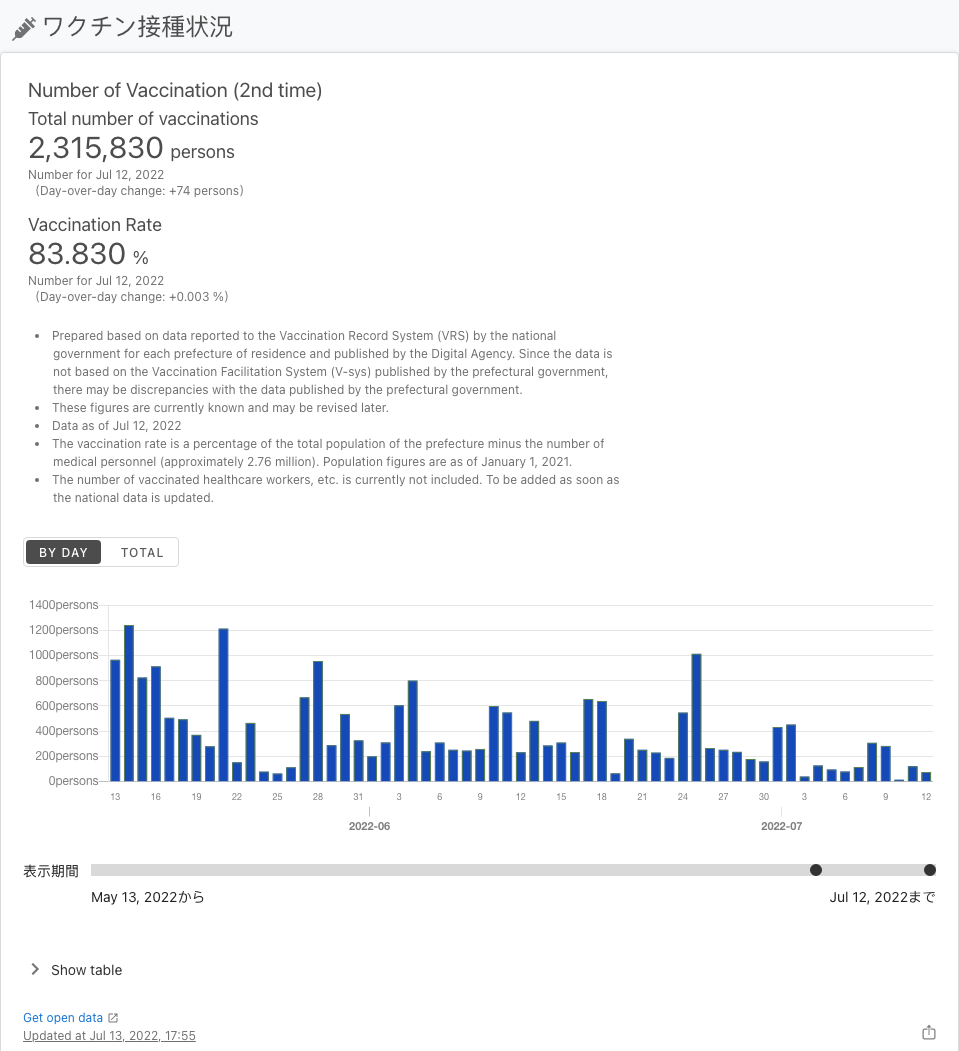 ワクチン接種状況
Number of Vaccination (2nd time)
Total number of vaccinations
2,315,830 persons
Number for Jul 12, 2022
(Day-over-day change: +74 persons)
Vaccination Rate
83.830 %
Number for Jul 12, 2022
(Day-over-day change: +0.003 %)
• Prepared based on data reported to the Vaccination Record System (VRS) by the national
government for each prefecture of residence and published by the Digital Agency. Since the data is
not based on the Vaccination Facilitation System (V-sys) published by the prefectural government,
there may be discrepancies with the data published by the prefectural government.
• These figures are currently known and may be revised later.
• Data as of Jul 12, 2022
• The vaccination rate is a percentage of the total population of the prefecture minus the number of
medical personnel (approximately 2.76 million). Population figures are as of January 1, 2021.
• The number of vaccinated healthcare workers, etc. is currently not included. To be added as soon as
the national data is updated.
BY DAY TOTAL
1400persons
1200persons
1000persons
800persons
600persons
400persons
200persons
0persons
13 16 19 22 25 28 31 3 6 9 12 15 18 21 24 27 30 3 6 9 12
2022-06 2022-07
表示期間
May 13, 2022から Jul 12, 2022まで
Show table
Get open data
Updated at Jul 13, 2022, 17:55